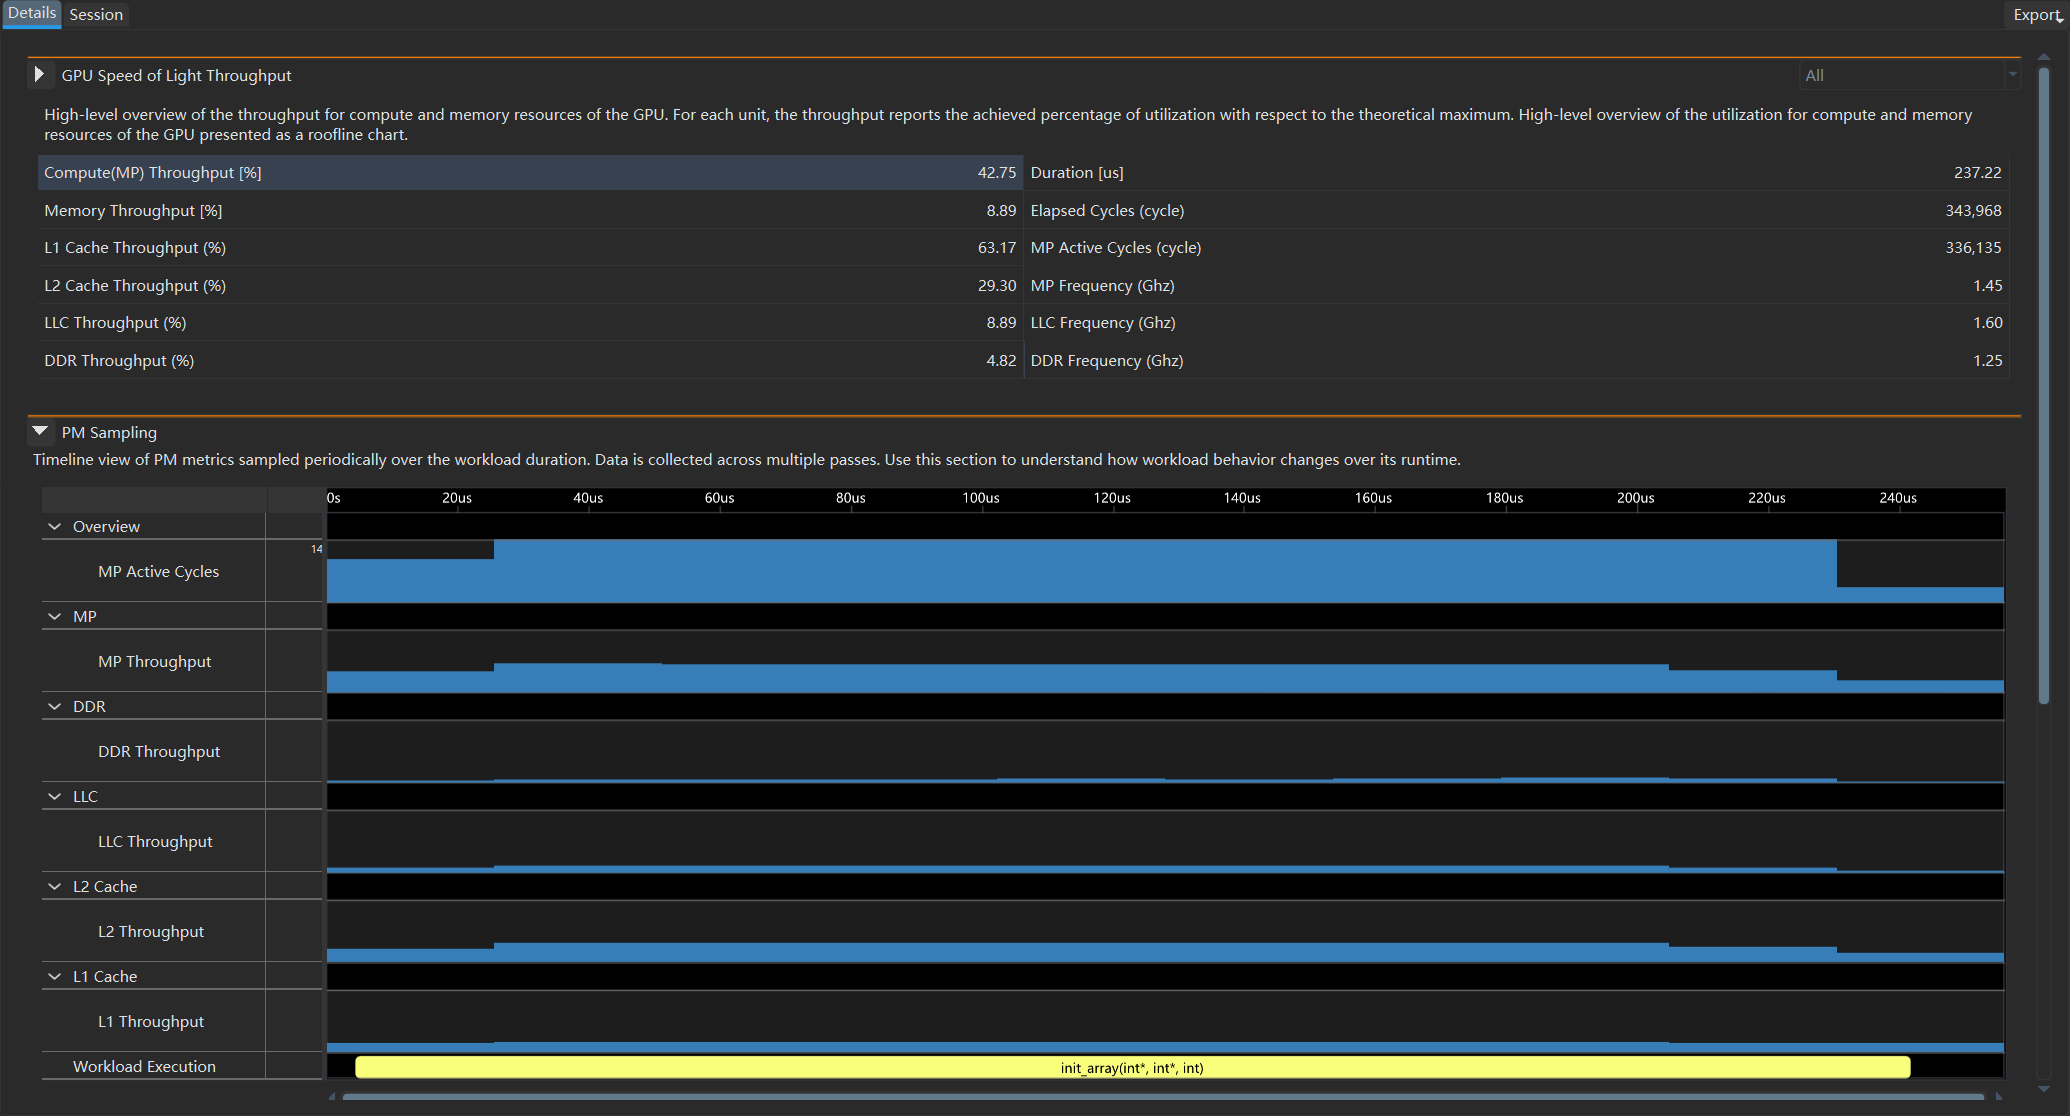 Details Session Export
GPU Speed of Light Throughput All
High-level overview of the throughput for compute and memory resources of the GPU. For each unit, the throughput reports the achieved percentage of utilization with respect to the theoretical maximum. High-level overview of the utilization for compute and memory
resources of the GPU presented as a roofline chart.
Compute(MP) Throughput [%] 42.75 Duration [us] 237.22
Memory Throughput [%] 8.89 Elapsed Cycles (cycle) 343,968
L1 Cache Throughput (%) 63.17 MP Active Cycles (cycle) 336,135
L2 Cache Throughput (%) 29.30 MP Frequency (Ghz) 1.45
LLC Throughput (%) 8.89 LLC Frequency (Ghz) 1.60
DDR Throughput (%) 4.82 DDR Frequency (Ghz) 1.25
PM Sampling
Timeline view of PM metrics sampled periodically over the workload duration. Data is collected across multiple passes. Use this section to understand how workload behavior changes over its runtime.
0s 20us 40us 60us 80us 100us 120us 140us 160us 180us 200us 220us 240us
Overview
14
MP Active Cycles
MP
MP Throughput
DDR
DDR Throughput
LLC
LLC Throughput
L2 Cache
L2 Throughput
L1 Cache
L1 Throughput
Workload Execution init_array(int*, int*, int)